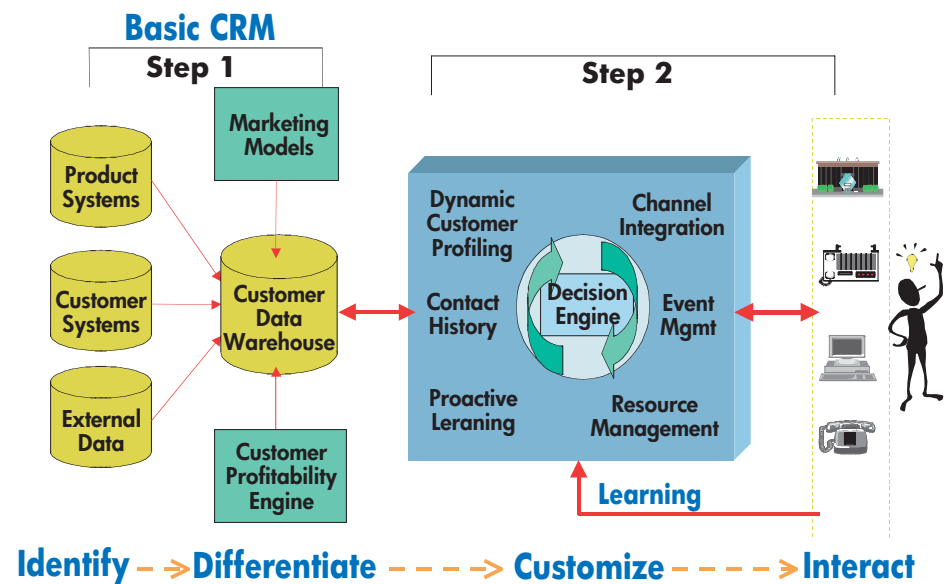 Basic CRM
Step 1
Step 2
Marketing
Models
Product
Systems
Customer
Systems
External
Data
Customer
Data
Warehouse
Customer
Profitability
Engine
Dynamic
Customer
Profiling
Channel
Integration
Contact
History
Decision
Engine
Event
Mgmt
Proactive
Leraning
Resource
Management
Learning
Identify
Differentiate
Customize
Interact